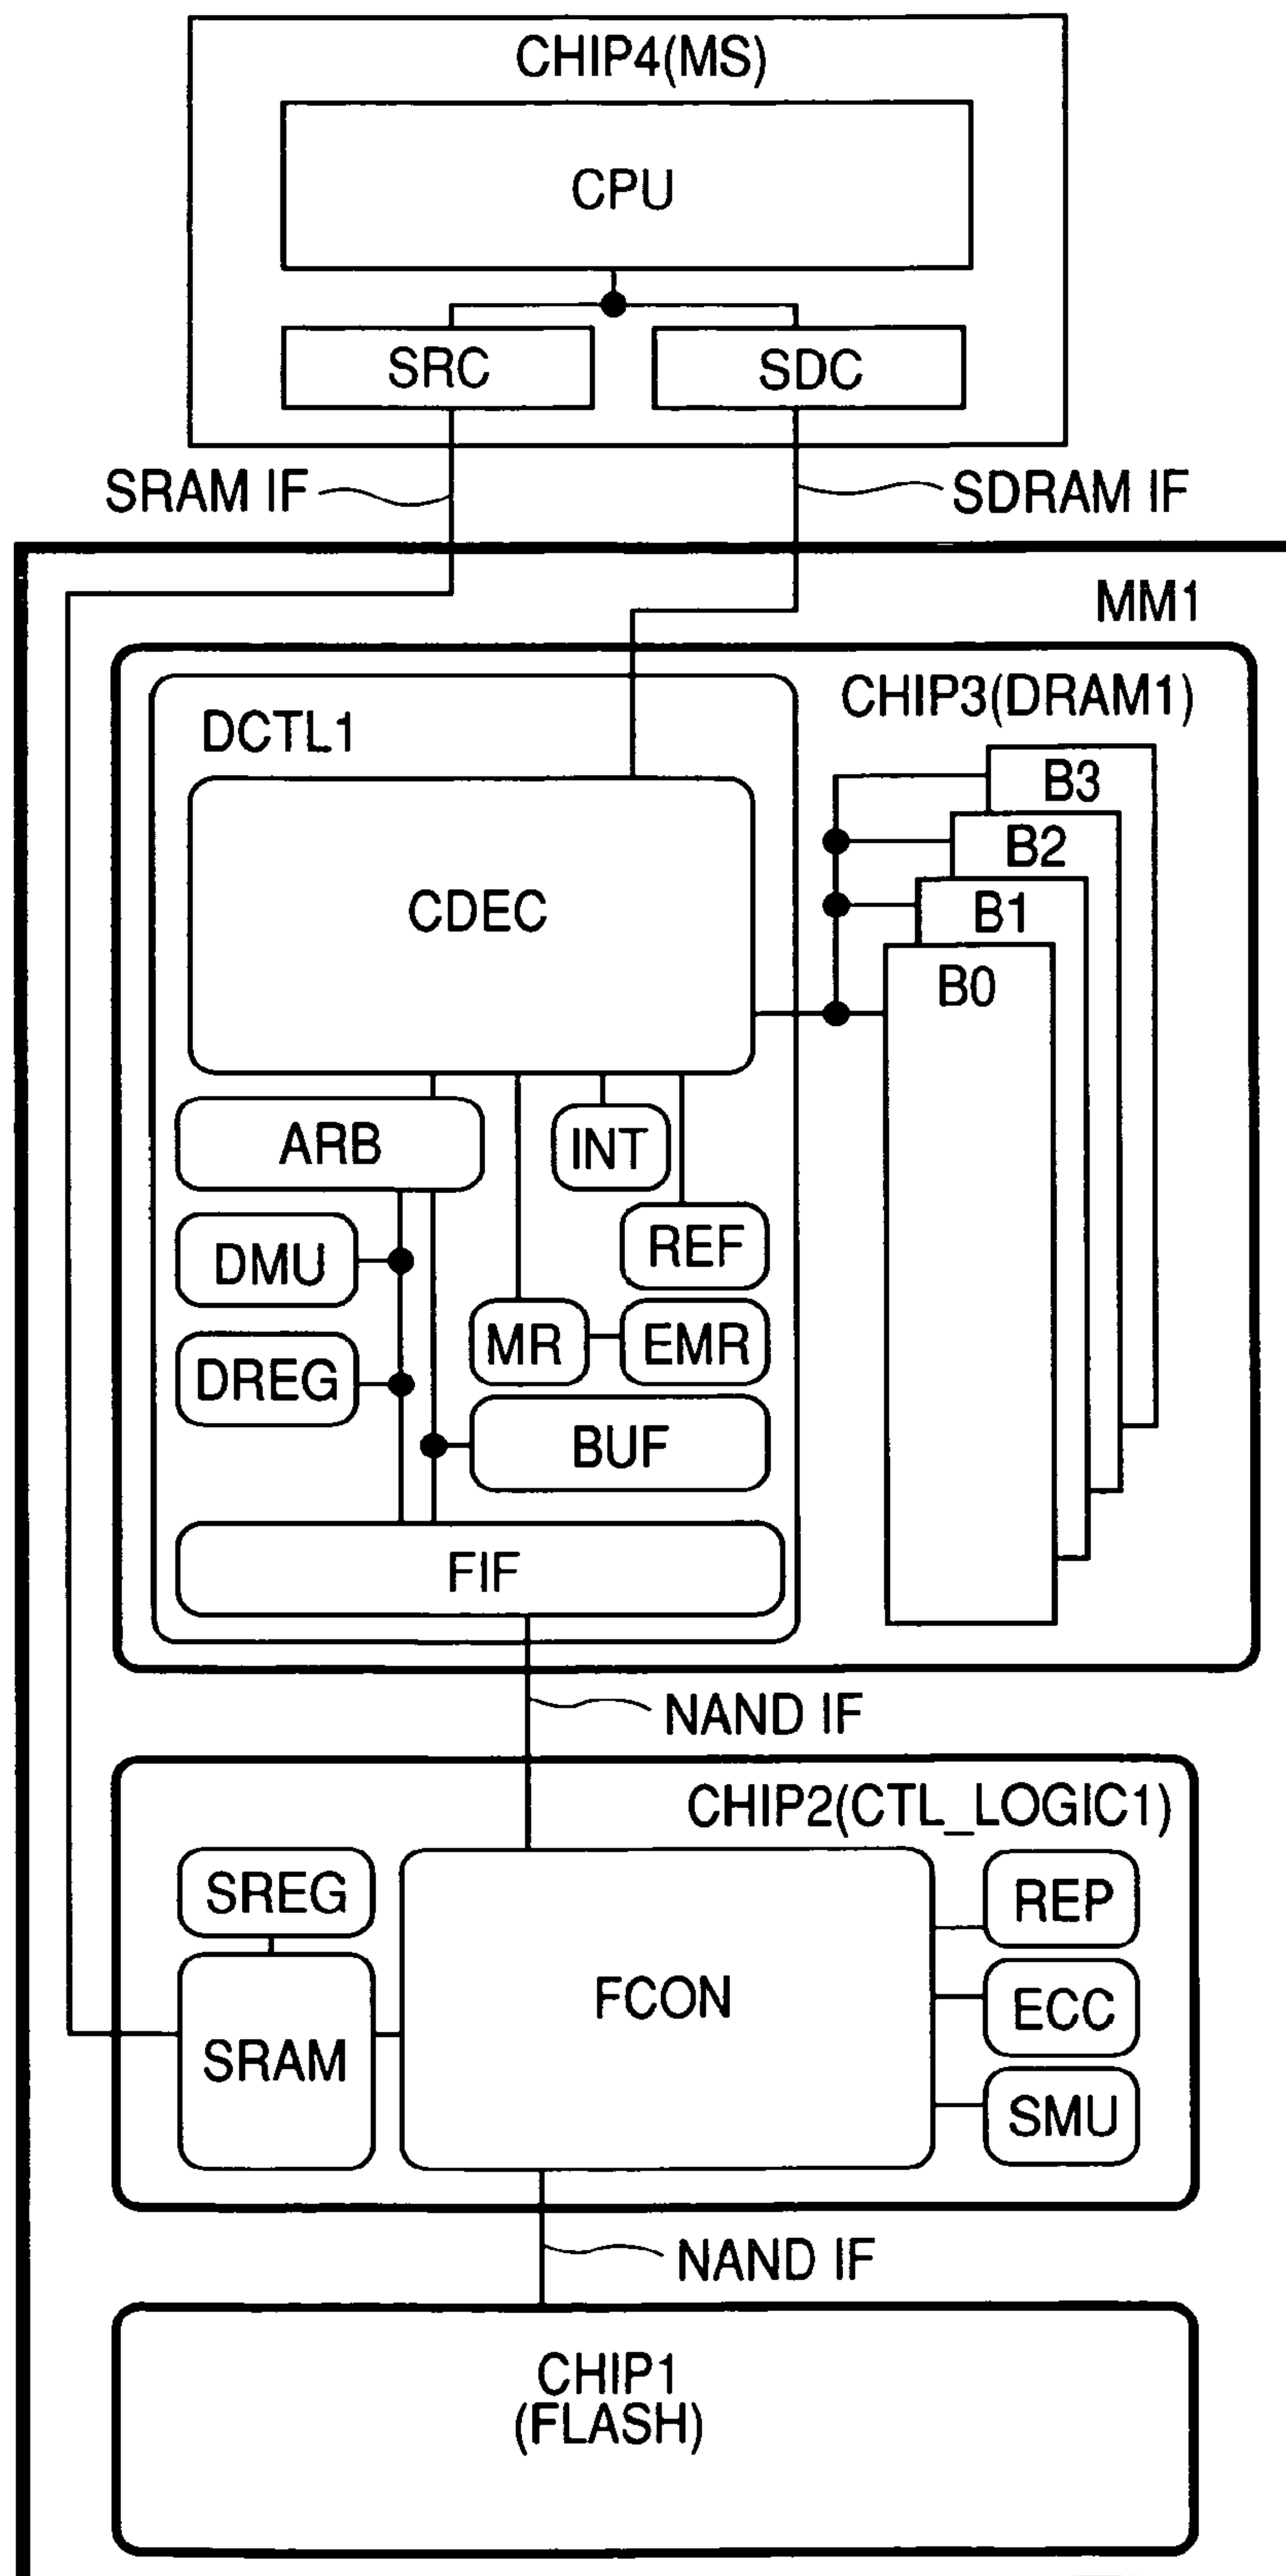 CHIP4(MS)
CPU
SRC
SDC
SRAM IF
SDRAM IF
MM1
CHIP3(DRAM1)
DCTL1
B3
B2
B1
B0
CDEC
ARB
INT
DMU
REF
MR
EMR
DREG
BUF
FIF
NAND IF
CHIP2(CTL_LOGIC1)
SREG
REP
FCON
ECC
SRAM
SMU
NAND IF
CHIP1
(FLASH)